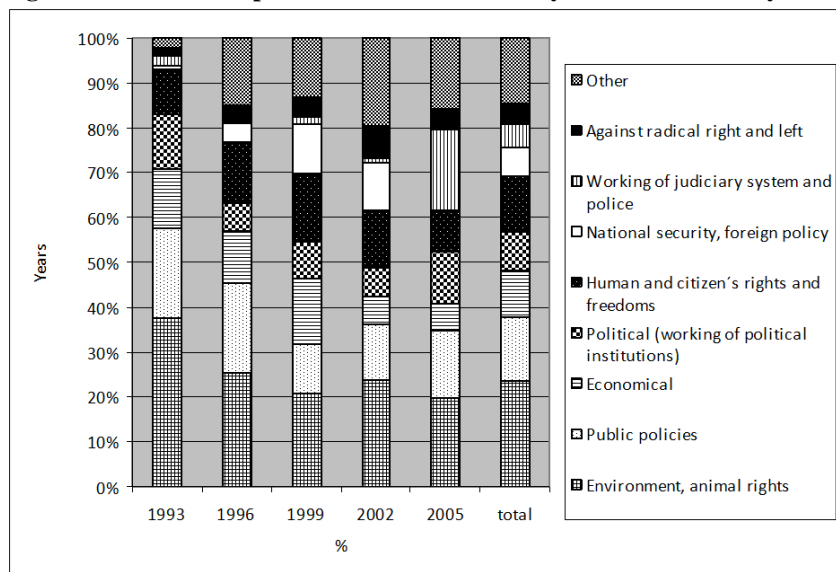 100%
90%
80%
70%
60%
50%
40%
30%
20%
10%
0%
Years
1993 1996 1999 2002 2005 total
%
Other
Against radical right and left
Working of judiciary system and
police
National security, foreign policy
Human and citizen´s rights and
freedoms
Political (working of political
institutions)
Economical
Public policies
Environment, animal rights